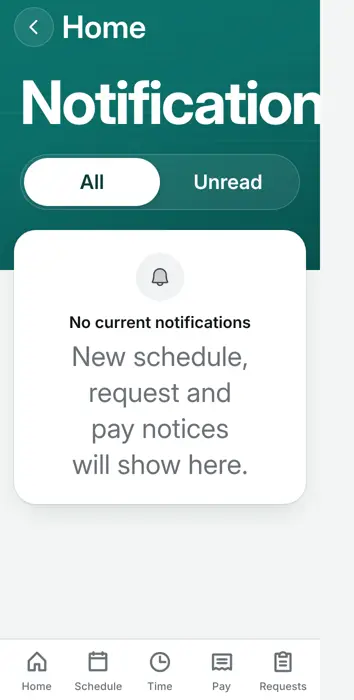 Home
Notification
All
Unread
No current notifications
New schedule,
request and
pay notices
will show here.
Home
Schedule
Time
Pay
Requests